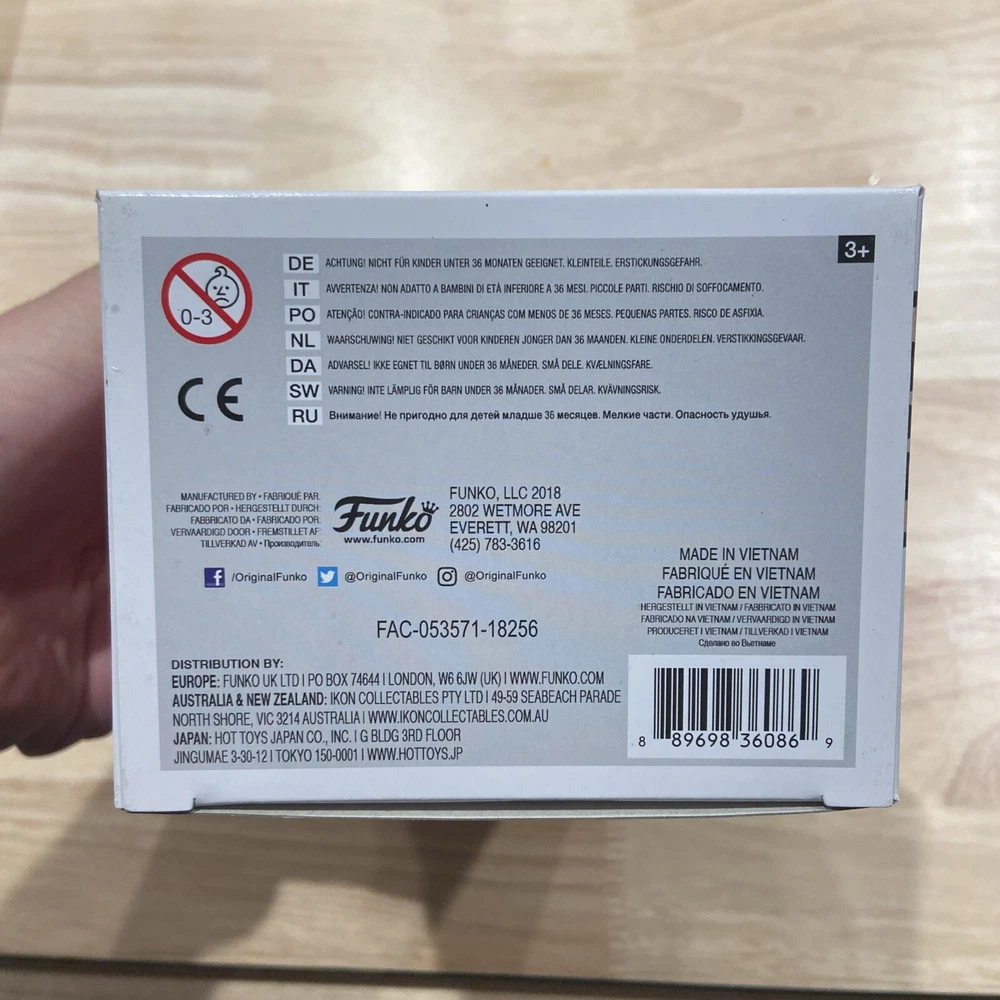 3+
0-3
DE ACHTUNG! NICHT FÜR KINDER UNTER 36 MONATEN GEEIGNET. KLEINTEILE. ERSTICKUNGSGEFAHR.
IT AVVERTENZA! NON ADATTO A BAMBINI DI ETÀ INFERIORE A 36 MESI. PICCOLE PARTI. RISCHIO DI SOFFOCAMENTO.
PO ATENÇÃO! CONTRA-INDICADO PARA CRIANÇAS COM MENOS DE 36 MESES. PEQUENAS PARTES. RISCO DE ASFIXIA.
NL WAARSCHUWING! NIET GESCHIKT VOOR KINDEREN JONGER DAN 36 MAANDEN. KLEINE ONDERDELEN. VERSTIKKINGSGEVAAR.
DA ADVARSEL! IKKE EGNET TIL BØRN UNDER 36 MÅNEDER. SMÅ DELE. KVÆLNINGSFARE.
SW VARNING! INTE LÄMPLIG FÖR BARN UNDER 36 MÅNADER. SMÅ DELAR. KVÄVNINGSRISK.
RU Внимание! Не пригодно для детей младше 36 месяцев. Мелкие части. Опасность удушья.
CE
MANUFACTURED BY • FABRIQUÉ PAR
FABRICADO POR • HERGESTELLT DURCH:
FABBRICATO DA • FABRICADO POR.
VERVAARDIGD DOOR • FREMSTILLET AF
TILLVERKAD AV • Производитель:
Funko
www.funko.com
FUNKO, LLC 2018
2802 WETMORE AVE
EVERETT, WA 98201
(425) 783-3616
/OriginalFunko @OriginalFunko @OriginalFunko
FAC-053571-18256
MADE IN VIETNAM
FABRIQUÉ EN VIETNAM
FABRICADO EN VIETNAM
HERGESTELLT IN VIETNAM / FABBRICATO IN VIETNAM
FABRICADO NA VIETNAM / VERVAARDIGD IN VIETNAM
PRODUCERET I VIETNAM / TILLVERKAD I VIETNAM
Сделано во Вьетнаме
DISTRIBUTION BY:
EUROPE: FUNKO UK LTD | PO BOX 74644 | LONDON, W6 6JW (UK) | WWW.FUNKO.COM
AUSTRALIA & NEW ZEALAND: IKON COLLECTABLES PTY LTD | 49-59 SEABEACH PARADE
NORTH SHORE, VIC 3214 AUSTRALIA | WWW.IKONCOLLECTABLES.COM.AU
JAPAN: HOT TOYS JAPAN CO., INC. | G BLDG 3RD FLOOR
JINGUMAE 3-30-12 | TOKYO 150-0001 | WWW.HOTTOYS.JP
8 89698 36086 9